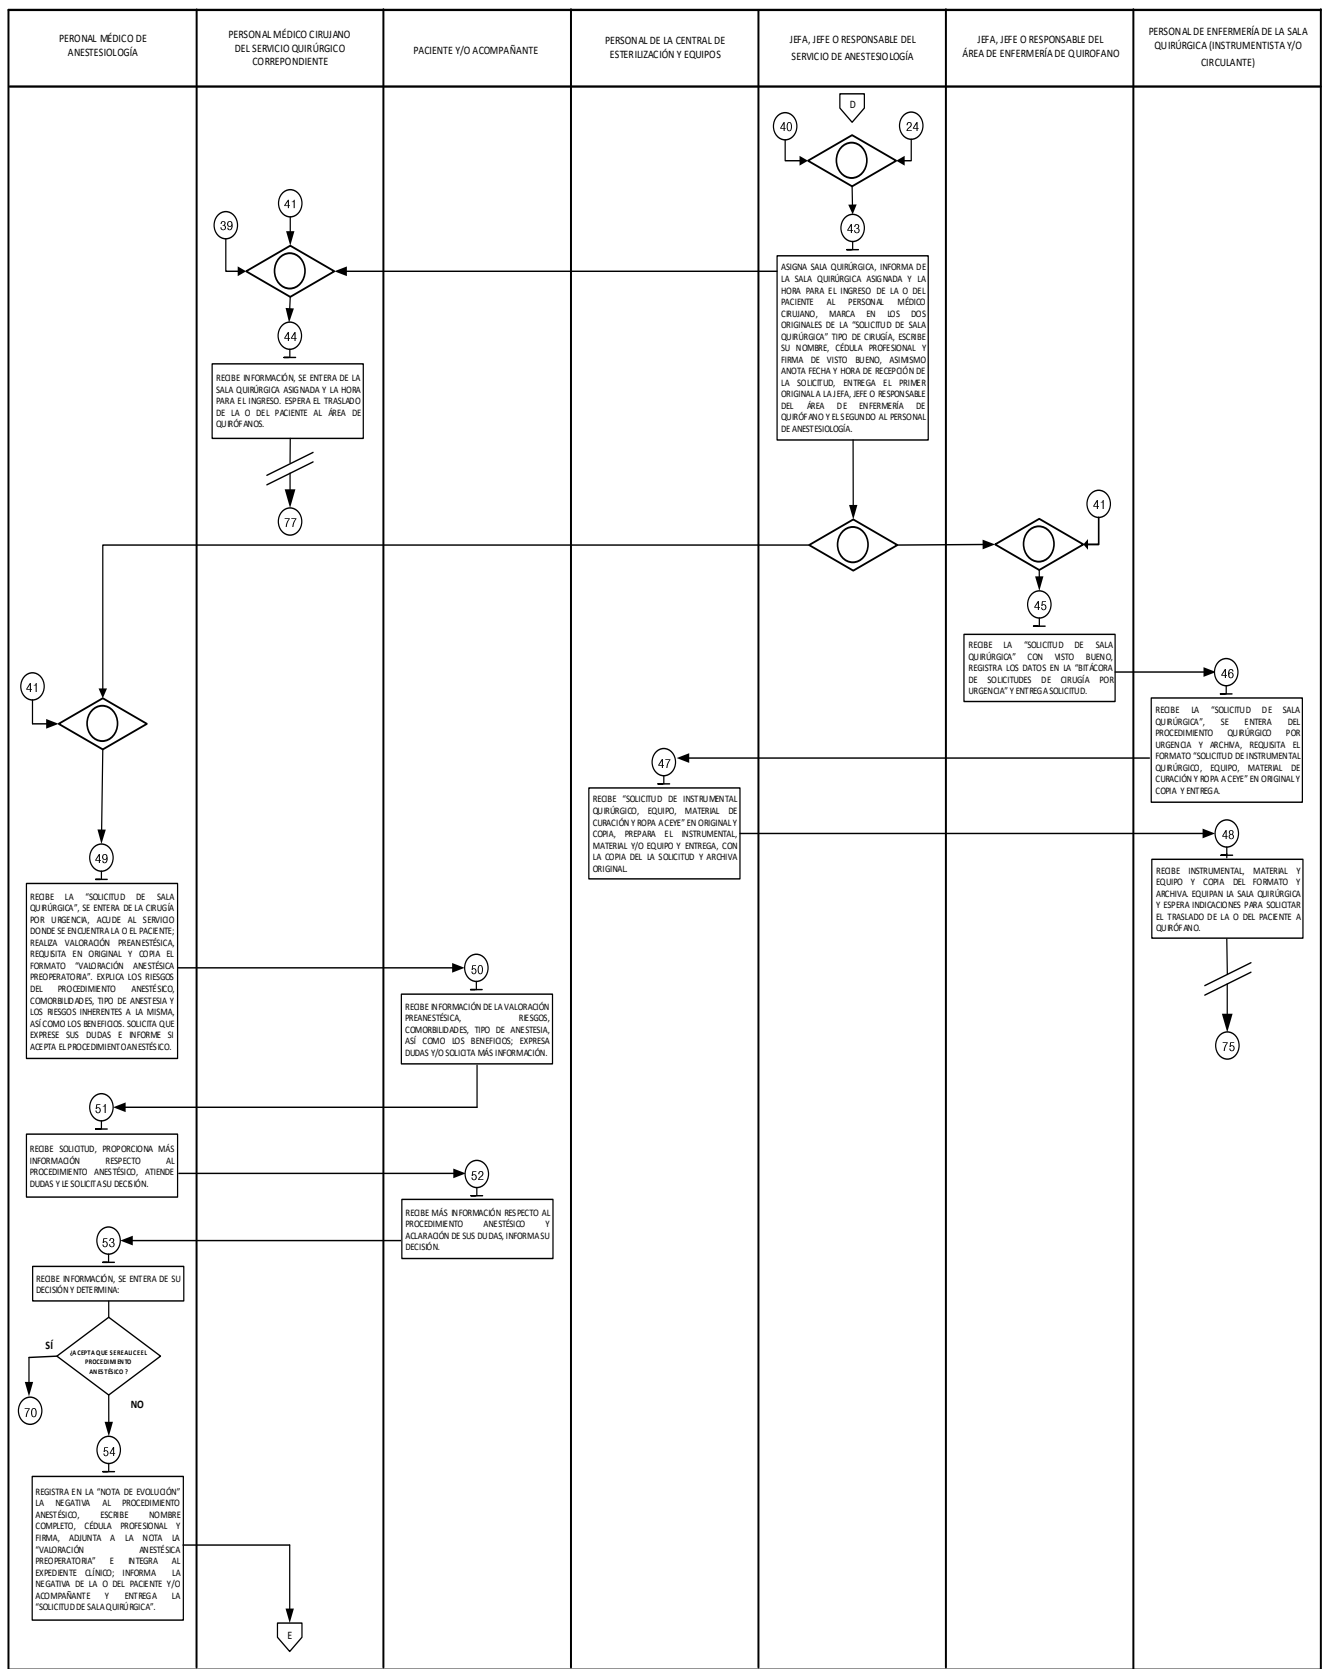 PERONAL MÉDICO DE
ANESTESIOLOGÍA
PERSONAL MÉDICO CIRUJANO
DEL SERVICIO QUIRÚRGICO
CORREPONDIENTE
PACIENTE Y/O ACOMPAÑANTE
PERSONAL DE LA CENTRAL DE
ESTERILIZACIÓN Y EQUIPOS
JEFA, JEFE O RESPONSABLE DEL
SERVICIO DE ANESTESIOLOGÍA
JEFA, JEFE O RESPONSABLE DEL
ÁREA DE ENFERMERÍA DE QUIROFANO
PERSONAL DE ENFERMERÍA DE LA SALA
QUIRÚRGICA (INSTRUMENTISTA Y/O
CIRCULANTE)
D
40
24
43
ASIGNA SALA QUIRÚRGICA, INFORMA DE
LA SALA QUIRÚRGICA ASIGNADA Y LA
HORA PARA EL INGRESO DE LA O DEL
PACIENTE AL PERSONAL MÉDICO
CIRUJANO, MARCA EN LOS DOS
ORIGINALES DE LA "SOLICITUD DE SALA
QUIRÚRGICA" TIPO DE CIRUGÍA, ESCRIBE
SU NOMBRE, CÉDULA PROFESIONAL Y
FIRMA DE VISTO BUENO, ASIMISMO
ANOTA FECHA Y HORA DE RECEPCIÓN DE
LA SOLICITUD, ENTREGA EL PRIMER
ORIGINAL A LA JEFA, JEFE O RESPONSABLE
DEL ÁREA DE ENFERMERÍA DE
QUIRÓFANO Y EL SEGUNDO AL PERSONAL
DE ANESTESIOLOGÍA.
41
39
44
RECIBE INFORMACIÓN, SE ENTERA DE LA
SALA QUIRÚRGICA ASIGNADA Y LA HORA
PARA EL INGRESO. ESPERA EL TRASLADO
DE LA O DEL PACIENTE AL ÁREA DE
QUIRÓFANOS.
77
41
45
RECIBE LA "SOLICITUD DE SALA
QUIRÚRGICA" CON VISTO BUENO,
REGISTRA LOS DATOS EN LA "BITÁCORA
DE SOLICITUDES DE CIRUGÍA POR
URGENCIA" Y ENTREGA SOLICITUD.
46
RECIBE LA "SOLICITUD DE SALA
QUIRÚRGICA", SE ENTERA DEL
PROCEDIMIENTO QUIRÚRGICO POR
URGENCIA Y ARCHIVA, REQUISITA EL
FORMATO "SOLICITUD DE INSTRUMENTAL
QUIRÚRGICO, EQUIPO, MATERIAL DE
CURACIÓN Y ROPA A CEYE" EN ORIGINAL Y
COPIA Y ENTREGA.
47
RECIBE "SOLICITUD DE INSTRUMENTAL
QUIRÚRGICO, EQUIPO, MATERIAL DE
CURACIÓN Y ROPA A CEYE" EN ORIGINAL Y
COPIA, PREPARA EL INSTRUMENTAL,
MATERIAL Y/O EQUIPO Y ENTREGA, CON
LA COPIA DEL LA SOLICITUD Y ARCHIVA
ORIGINAL.
48
RECIBE INSTRUMENTAL, MATERIAL Y
EQUIPO Y COPIA DEL FORMATO Y
ARCHIVA. EQUIPAN LA SALA QUIRÚRGICA
Y ESPERA INDICACIONES PARA SOLICITAR
EL TRASLADO DE LA O DEL PACIENTE A
QUIRÓFANO.
75
41
49
RECIBE LA "SOLICITUD DE SALA
QUIRÚRGICA", SE ENTERA DE LA CIRUGÍA
POR URGENCIA, ACUDE AL SERVICIO
DONDE SE ENCUENTRA LA O EL PACIENTE;
REALIZA VALORACIÓN PREANESTÉSICA,
REQUISITA EN ORIGINAL Y COPIA EL
FORMATO "VALORACIÓN ANESTÉSICA
PREOPERATORIA". EXPLICA LOS RIESGOS
DEL PROCEDIMIENTO ANESTÉSICO,
COMORBILIDADES, TIPO DE ANESTESIA Y
LOS RIESGOS INHERENTES A LA MISMA,
ASÍ COMO LOS BENEFICIOS. SOLICITA QUE
EXPRESE SUS DUDAS E INFORME SI
ACEPTA EL PROCEDIMIENTO ANESTÉSICO.
50
RECIBE INFORMACIÓN DE LA VALORACIÓN
PREANESTÉSICA, RIESGOS,
COMORBILIDADES, TIPO DE ANESTESIA,
ASÍ COMO LOS BENEFICIOS; EXPRESA
DUDAS Y/O SOLICITA MÁS INFORMACIÓN.
51
RECIBE SOLICITUD, PROPORCIONA MÁS
INFORMACIÓN RESPECTO AL
PROCEDIMIENTO ANESTÉSICO, ATIENDE
DUDAS Y LE SOLICITA SU DECISIÓN.
52
RECIBE MÁS INFORMACIÓN RESPECTO AL
PROCEDIMIENTO ANESTÉSICO Y
ACLARACIÓN DE SUS DUDAS, INFORMA SU
DECISIÓN.
53
RECIBE INFORMACIÓN, SE ENTERA DE SU
DECISIÓN Y DETERMINA:
SÍ
¿ACEPTA QUE SE REALICE EL
PROCEDIMIENTO
ANESTÉSICO?
70
NO
54
REGISTRA EN LA "NOTA DE EVOLUCIÓN"
LA NEGATIVA AL PROCEDIMIENTO
ANESTÉSICO, ESCRIBE NOMBRE
COMPLETO, CÉDULA PROFESIONAL Y
FIRMA, ADJUNTA A LA NOTA LA
"VALORACIÓN ANESTÉSICA
PREOPERATORIA" E INTEGRA AL
EXPEDIENTE CLÍNICO; INFORMA LA
NEGATIVA DE LA O DEL PACIENTE Y/O
ACOMPAÑANTE Y ENTREGA LA
"SOLICITUD DE SALA QUIRÚRGICA".
E